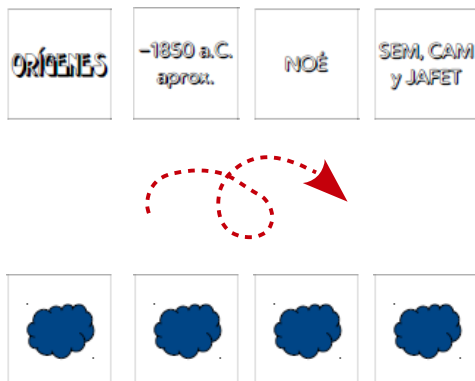 ORÍGENES
–1850 a.C.
aprox.
NOÉ
SEM, CAM
y JAFET